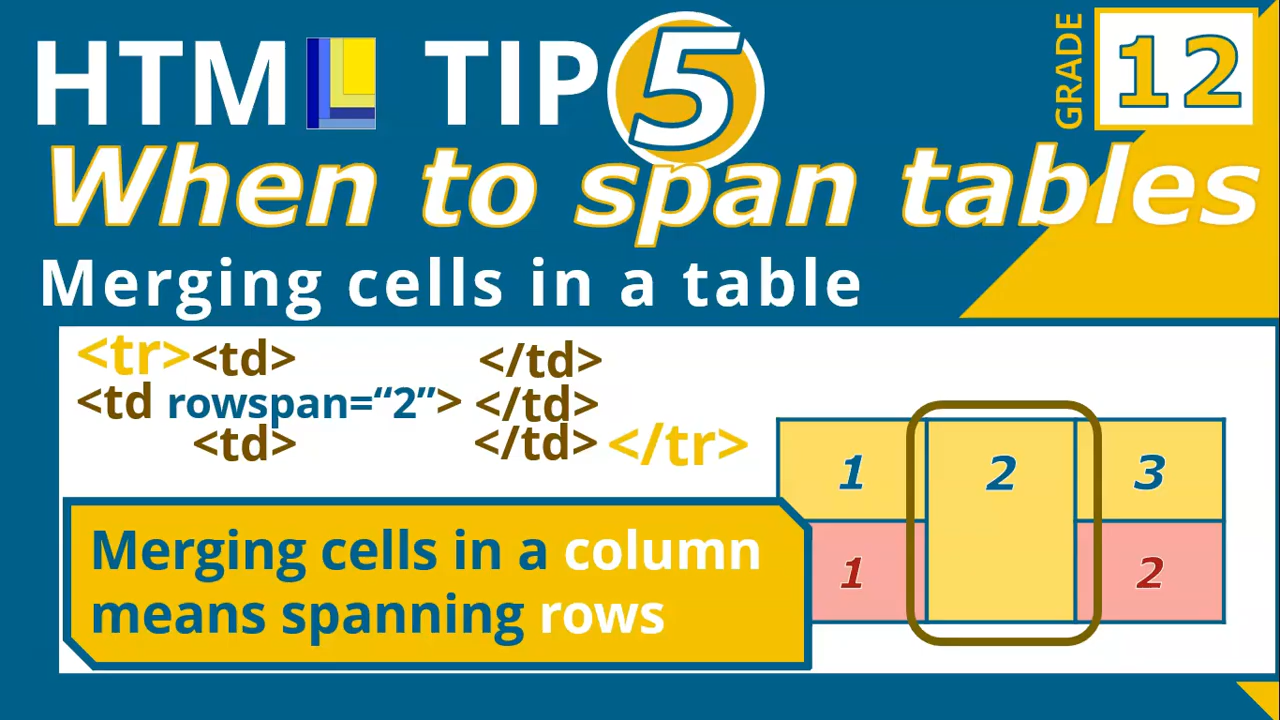 HTML TIP 5
GRADE 12
When to span tables
Merging cells in a table
<tr><td> </td>
<td rowspan=“2”> </td>
<td> </td></tr>
1 2 3
1 2
Merging cells in a column
means spanning rows